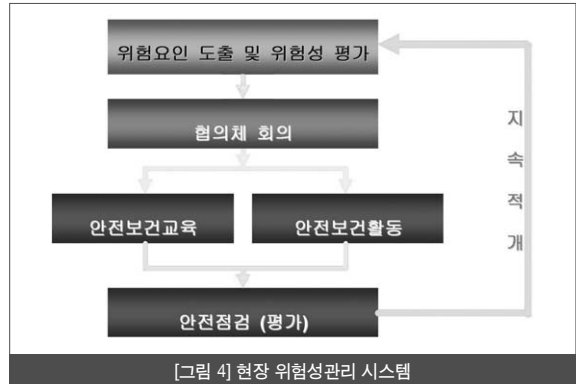 위험요인 도출 및 위험성 평가
협의체 회의
안전보건교육
안전보건활동
안전점검 (평가)
지
속
적
개
[그림 4] 현장 위험성관리 시스템